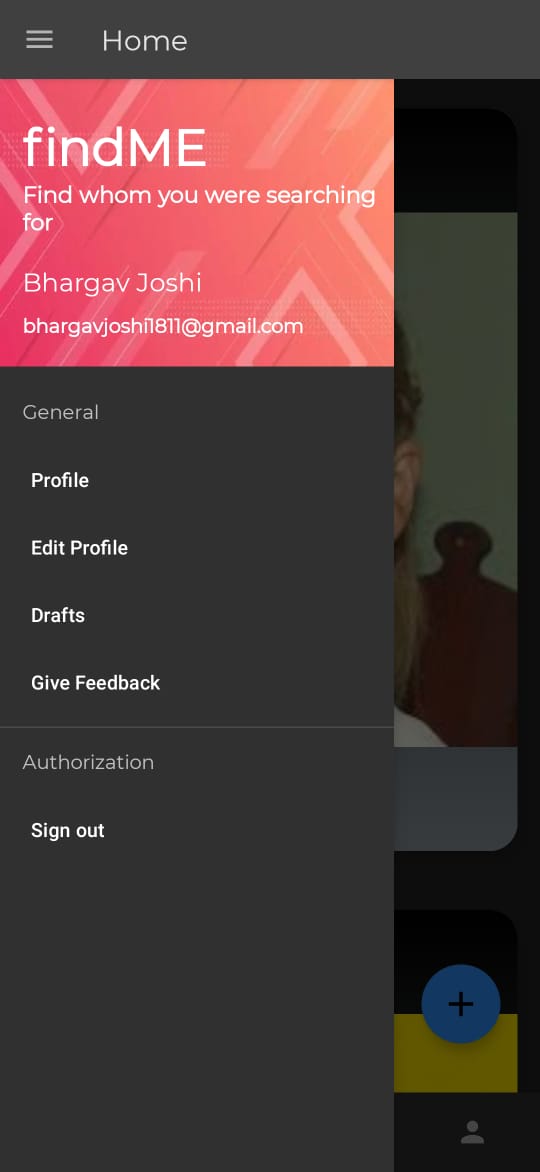 Home
findME
Find whom you were searching
for
Bhargav Joshi
bhargavjoshi1811@gmail.com
General
Profile
Edit Profile
Drafts
Give Feedback
Authorization
Sign out